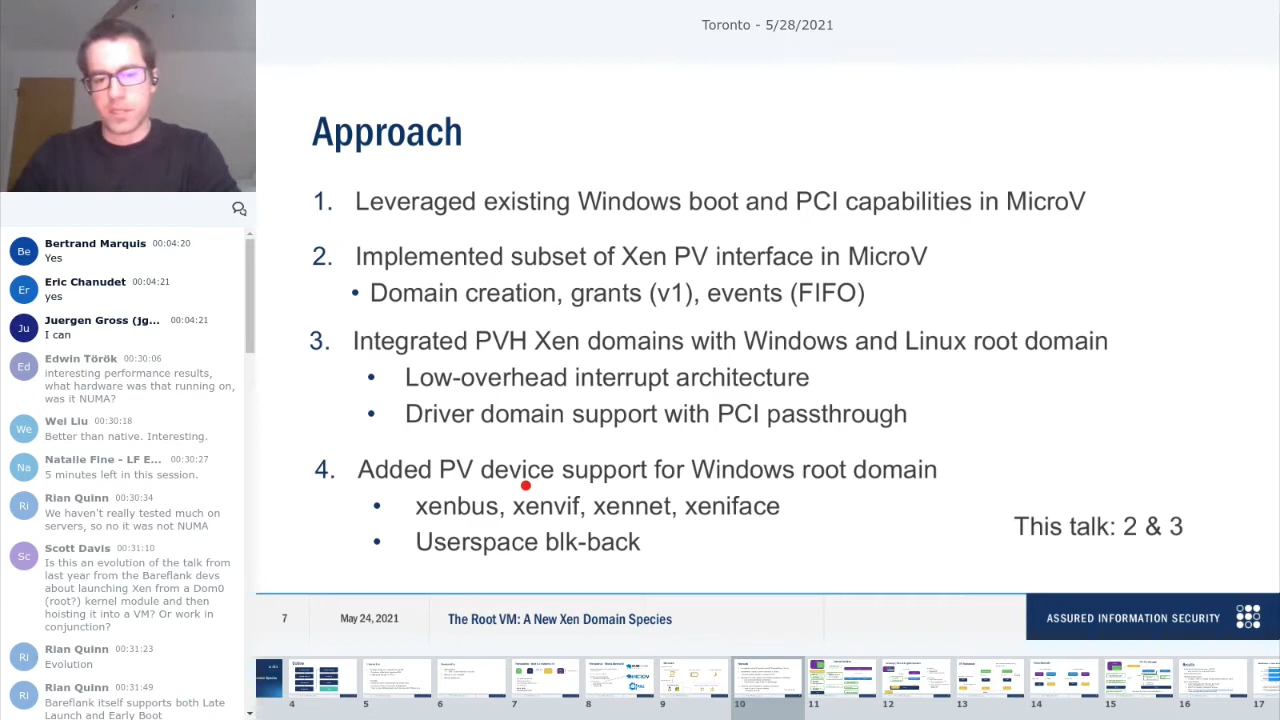 Toronto - 5/28/2021
Approach
1. Leveraged existing Windows boot and PCI capabilities in MicroV
2. Implemented subset of Xen PV interface in MicroV
• Domain creation, grants (v1), events (FIFO)
3. Integrated PVH Xen domains with Windows and Linux root domain
• Low-overhead interrupt architecture
• Driver domain support with PCI passthrough
4. Added PV device support for Windows root domain
• xenbus, xenvif, xennet, xeniface
• Userspace blk-back
This talk: 2 & 3
7 May 24, 2021 The Root VM: A New Xen Domain Species ASSURED INFORMATION SECURITY
Be Bertrand Marquis 00:04:20
Yes
Er Eric Chanudet 00:04:21
yes
Ju Juergen Gross (jg... 00:04:21
I can
Ed Edwin Török 00:30:06
interesting performance results,
what hardware was that running on,
was it NUMA?
We Wei Liu 00:30:18
Better than native. Interesting.
Na Natalie Fine - LF E... 00:30:27
5 minutes left in this session.
Ri Rian Quinn 00:30:34
We haven't really tested much on
servers, so no it was not NUMA
Sc Scott Davis 00:31:10
Is this an evolution of the talk from
last year from the Bareflank devs
about launching Xen from a Dom0
(root?) kernel module and then
hoisting it into a VM? Or work in
conjunction?
Ri Rian Quinn 00:31:23
Evolution
Ri Rian Quinn 00:31:49
Bareflank itself supports both Late
Launch and Early Boot
4 5 6 7 8 9 10 11 12 13 14 15 16 17